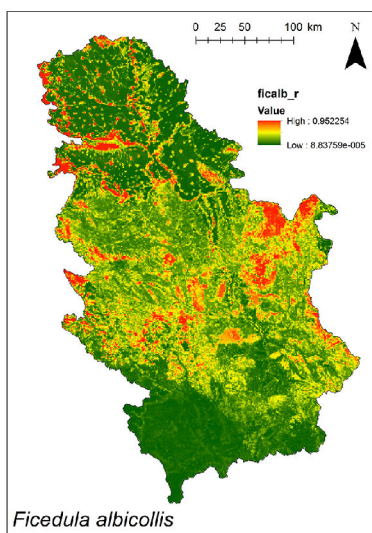 0 25 50 100 km
N
ficalb_r
Value
High : 0.952254
Low : 8.83759e-005
Ficedula albicollis